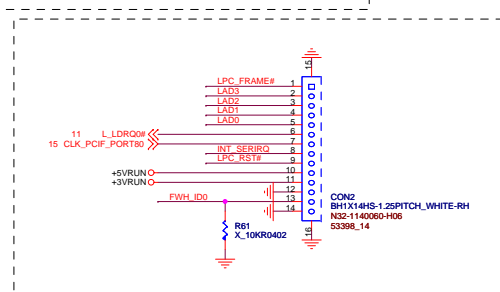 15
LPC_FRAME# 1
LAD3 2
LAD2 3
LAD1 4
LAD0 5
11 L_LDRQ0# 6
15 CLK_PCIF_PORT80 7
INT_SERIRQ 8
LPC_RST# 9
+5VRUN 10
+3VRUN 11
12
FWH_ID0 13
14
CON2
BH1X14HS-1.25PITCH_WHITE-RH
N32-1140060-H06
53398_14
R61
X_10KR0402
16